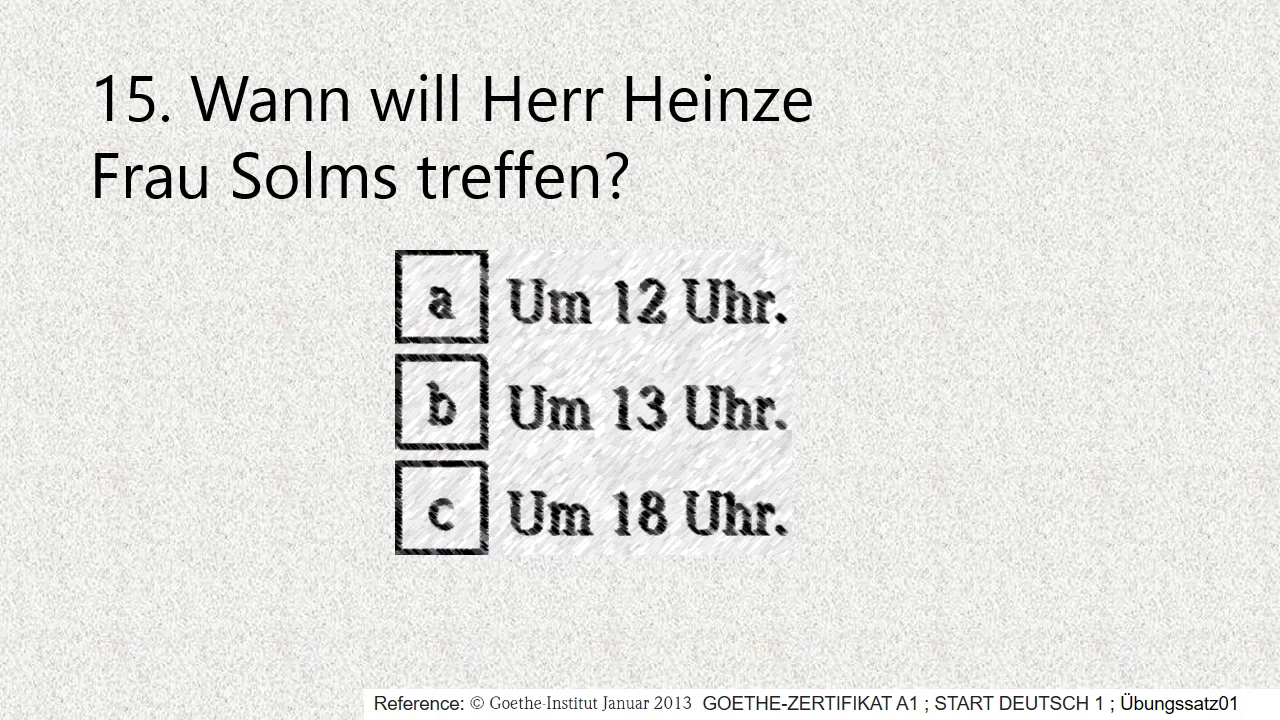 15. Wann will Herr Heinze
Frau Solms treffen?
a Um 12 Uhr.
b Um 13 Uhr.
c Um 18 Uhr.
Reference: © Goethe-Institut Januar 2013 GOETHE-ZERTIFIKAT A1 ; START DEUTSCH 1 ; Übungssatz01